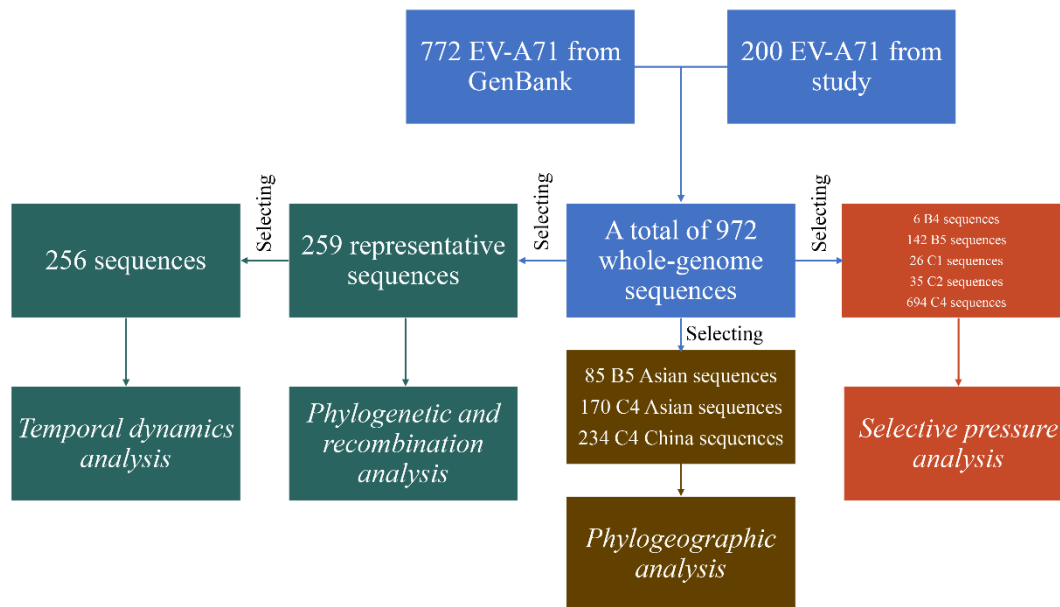 772 EV-A71 from
GenBank
200 EV-A71 from
study
Selecting
Selecting
Selecting
256 sequences
259 representative
sequences
A total of 972
whole-genome
sequences
6 B4 sequences
142 B5 sequences
26 C1 sequences
35 C2 sequences
694 C4 sequences
Selecting
85 B5 Asian sequences
170 C4 Asian sequences
234 C4 China sequences
Temporal dynamics
analysis
Phylogenetic and
recombination
analysis
Selective pressure
analysis
Phylogeographic
analysis